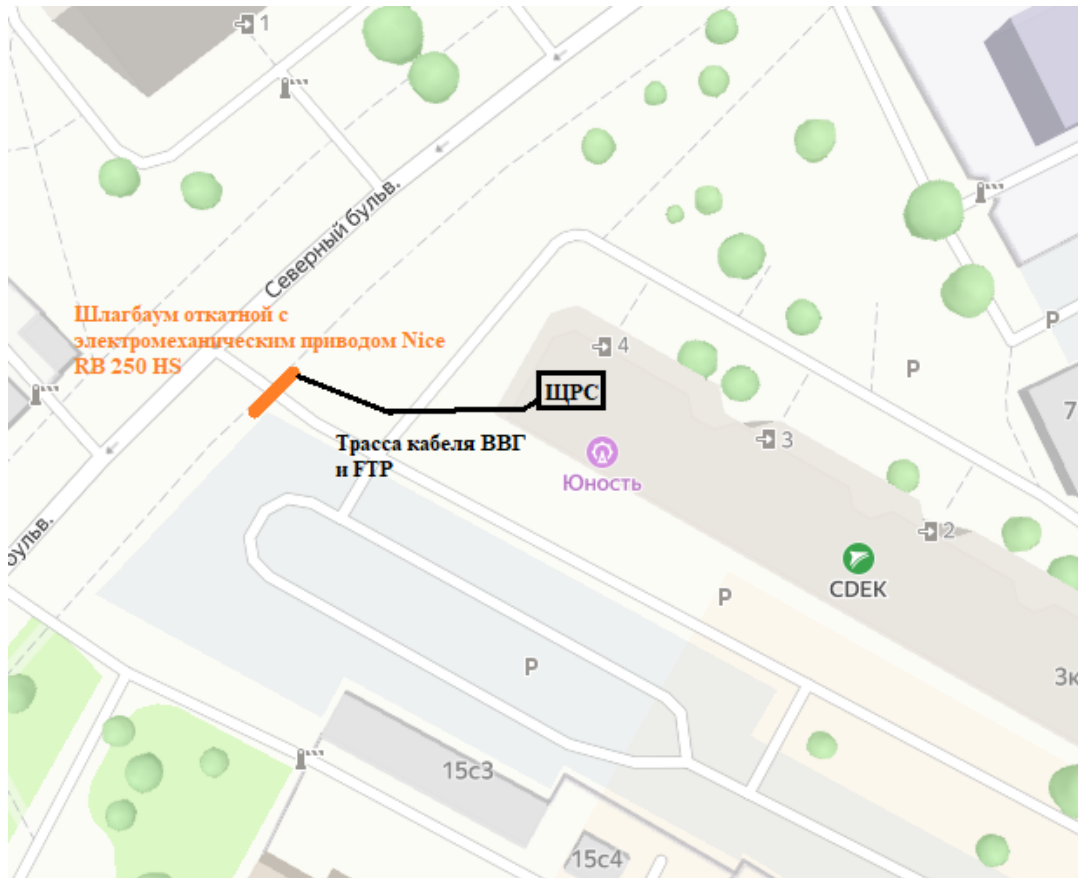 1
Северный бульв.
Шлагбаум откатной с
электромеханическим приводом Nice
RB 250 HS
P
4
P
ЩРС
7
3
Трасса кабеля ВВГ
и FTP
Юность
2
бульв.
CDEK
P
P
3к
15с3
15с4